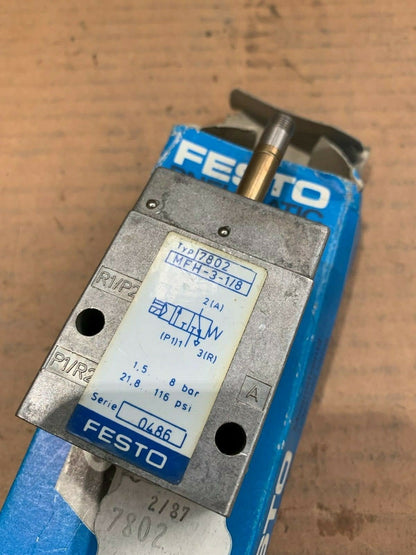 FESTO
TYP 7802
MFH-3-1/8
R1/P2
2(A)
(P1)1
3(R)
P1/R2
A
1,5 8 bar
21,8 116 psi
Serie 0486
FESTO
2/87
7802